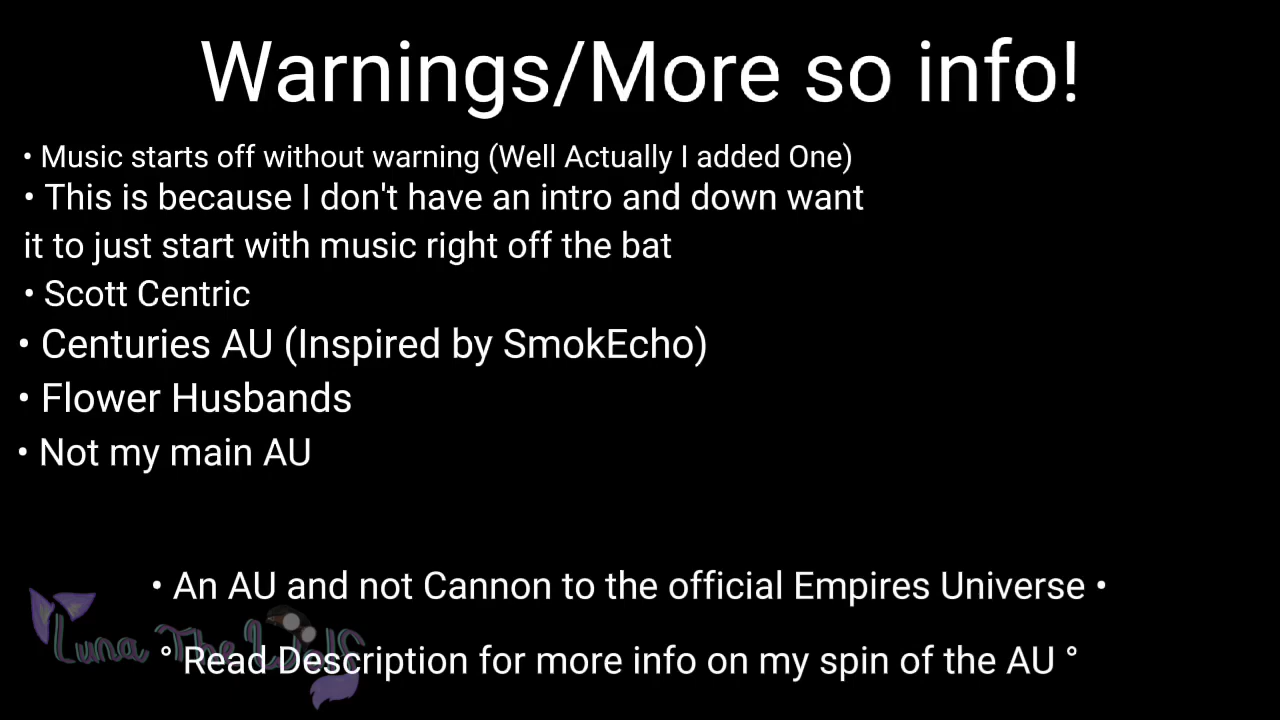 Warnings/More so info!
• Music starts off without warning (Well Actually I added One)
• This is because I don't have an intro and down want
it to just start with music right off the bat
• Scott Centric
• Centuries AU (Inspired by SmokEcho)
• Flower Husbands
• Not my main AU
• An AU and not Cannon to the official Empires Universe •
Luna The Wolf
° Read Description for more info on my spin of the AU °